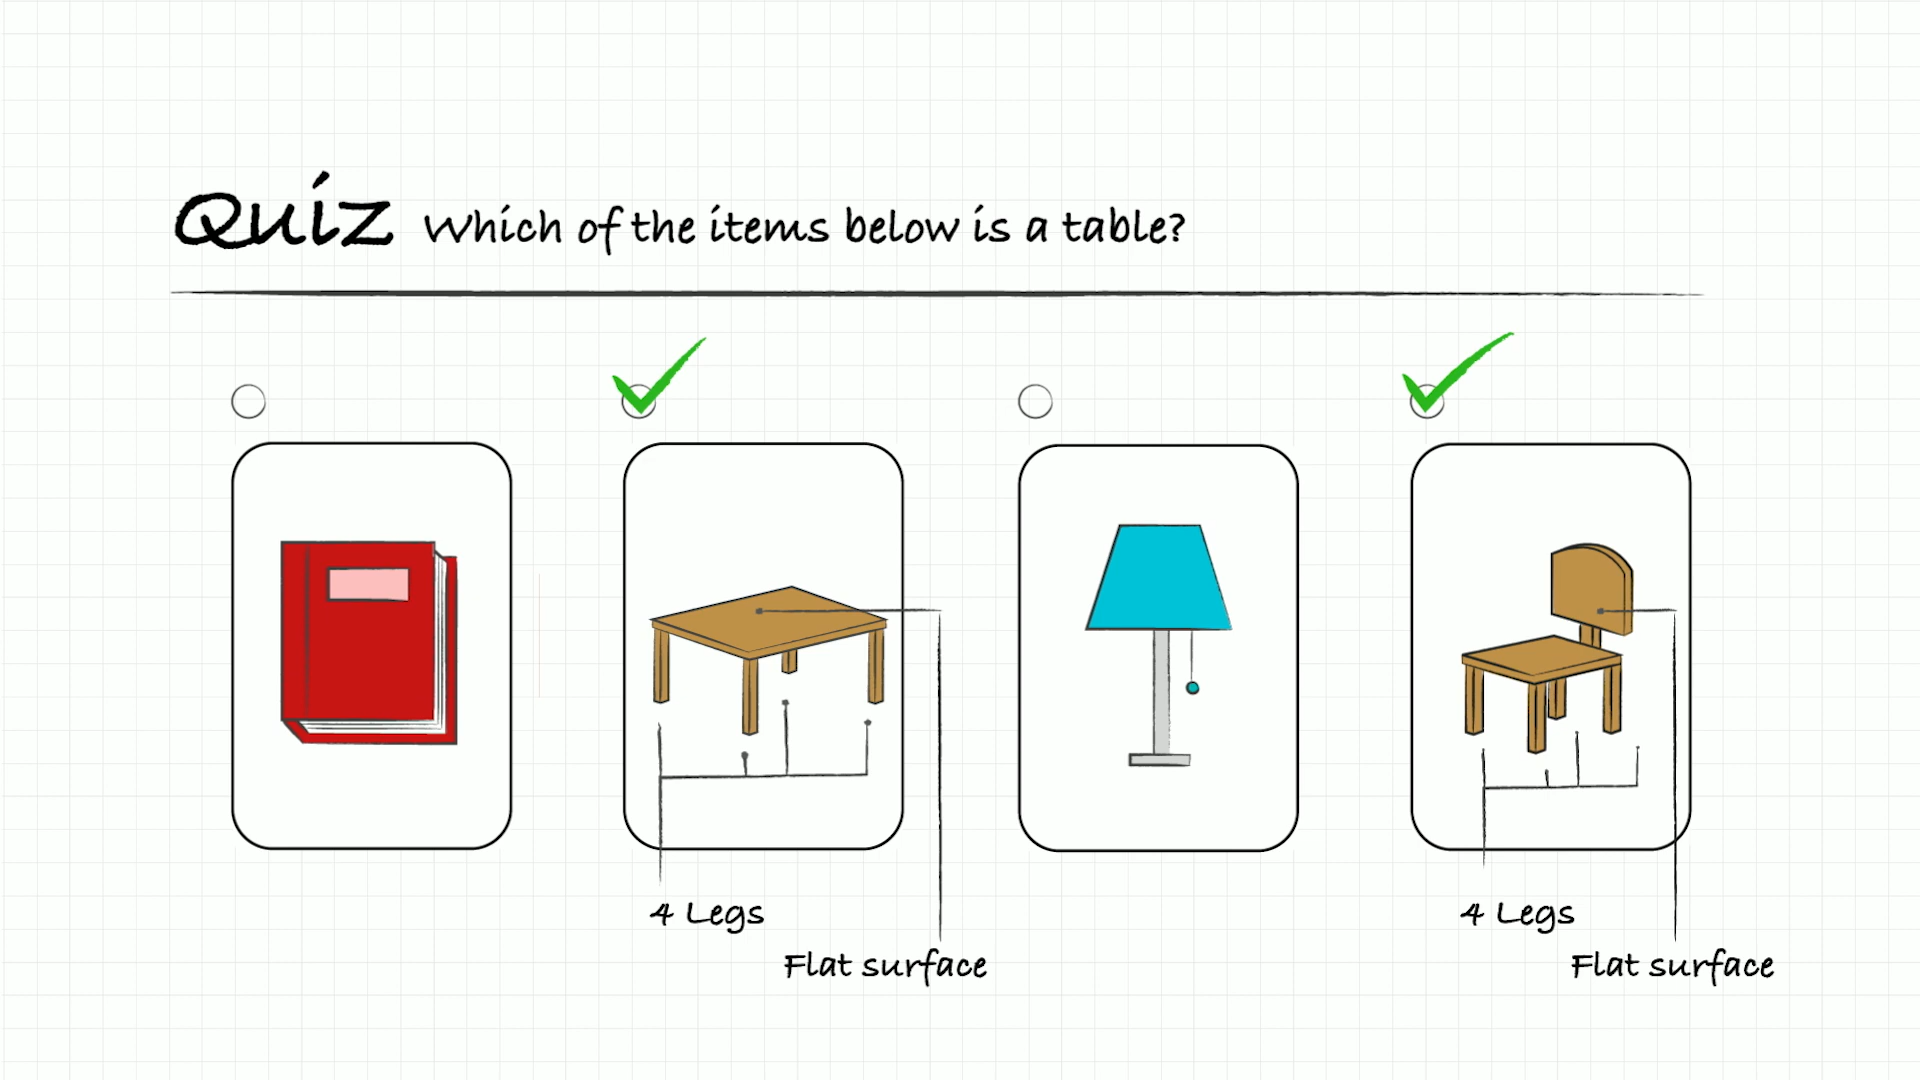 Quiz Which of the items below is a table?
4 Legs
Flat surface
4 Legs
Flat surface